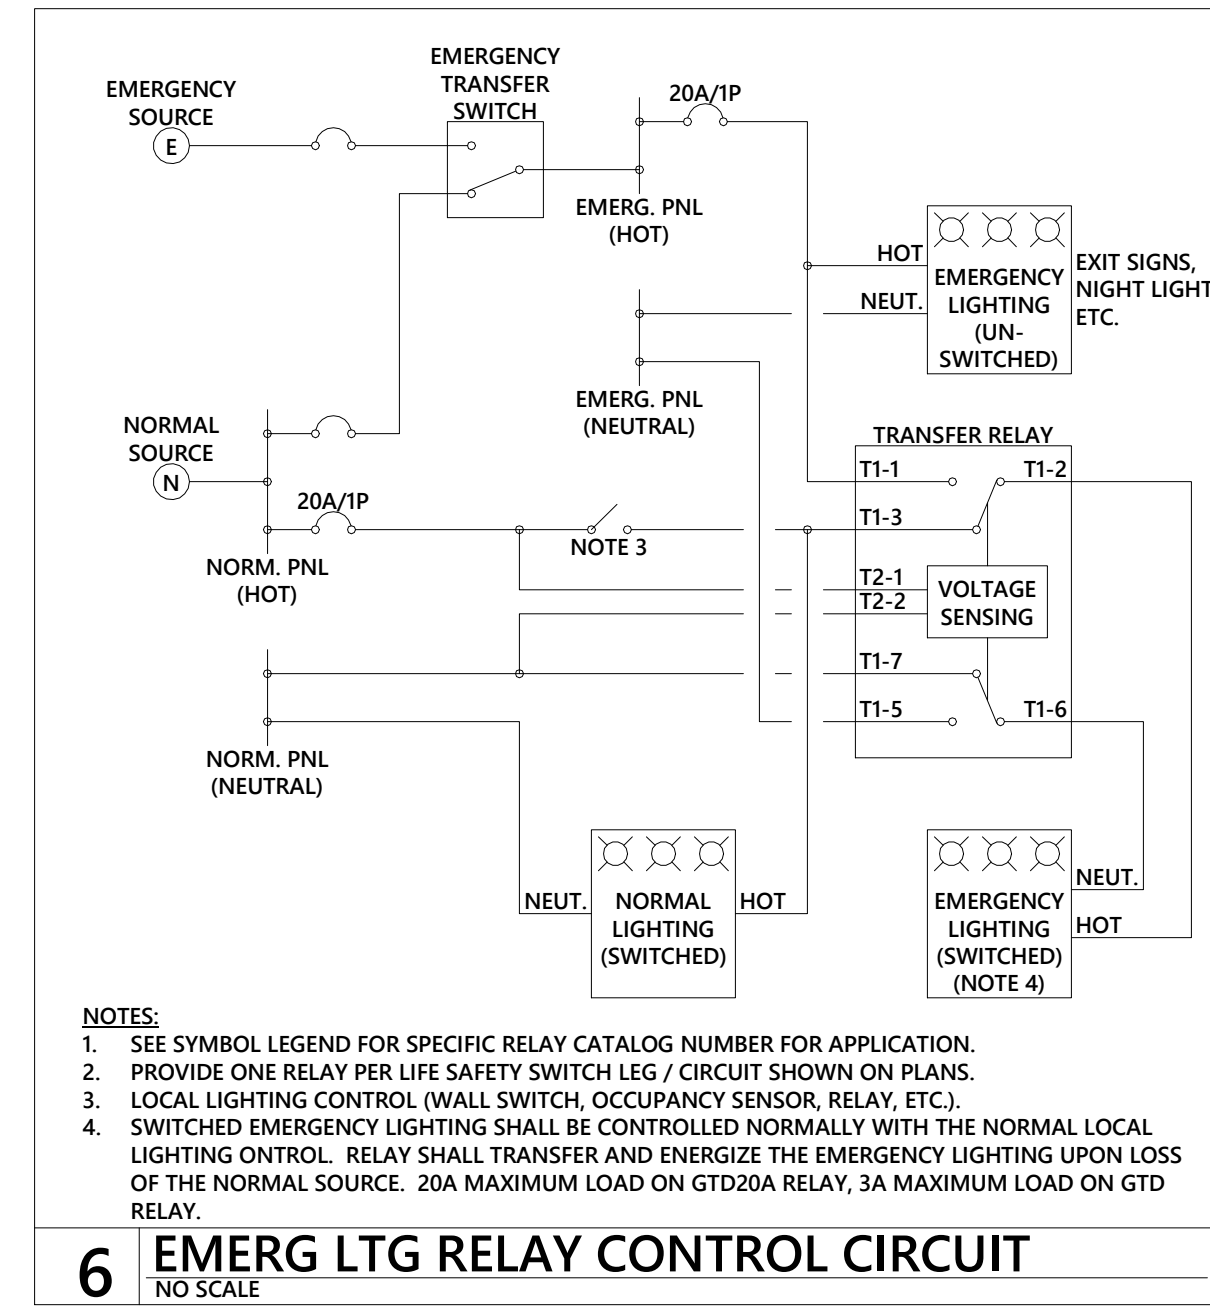 EMERGENCY
TRANSFER
SWITCH
EMERGENCY
SOURCE
E
20A/1P
EMERG. PNL
(HOT)
HOT
NEUT.
EMERGENCY
LIGHTING
(UN-
SWITCHED)
EXIT SIGNS,
NIGHT LIGHT
ETC.
EMERG. PNL
(NEUTRAL)
NORMAL
SOURCE
N
20A/1P
NORM. PNL
(HOT)
NOTE 3
TRANSFER RELAY
T1-1
T1-2
T1-3
T2-1
T2-2
VOLTAGE
SENSING
T1-7
T1-5
T1-6
NORM. PNL
(NEUTRAL)
NEUT.
NORMAL
LIGHTING
(SWITCHED)
HOT
EMERGENCY
LIGHTING
(SWITCHED)
(NOTE 4)
NEUT.
HOT
NOTES:
1. SEE SYMBOL LEGEND FOR SPECIFIC RELAY CATALOG NUMBER FOR APPLICATION.
2. PROVIDE ONE RELAY PER LIFE SAFETY SWITCH LEG / CIRCUIT SHOWN ON PLANS.
3. LOCAL LIGHTING CONTROL (WALL SWITCH, OCCUPANCY SENSOR, RELAY, ETC.).
4. SWITCHED EMERGENCY LIGHTING SHALL BE CONTROLLED NORMALLY WITH THE NORMAL LOCAL
LIGHTING ONTROL. RELAY SHALL TRANSFER AND ENERGIZE THE EMERGENCY LIGHTING UPON LOSS
OF THE NORMAL SOURCE. 20A MAXIMUM LOAD ON GTD20A RELAY, 3A MAXIMUM LOAD ON GTD
RELAY.
6 EMERG LTG RELAY CONTROL CIRCUIT
NO SCALE